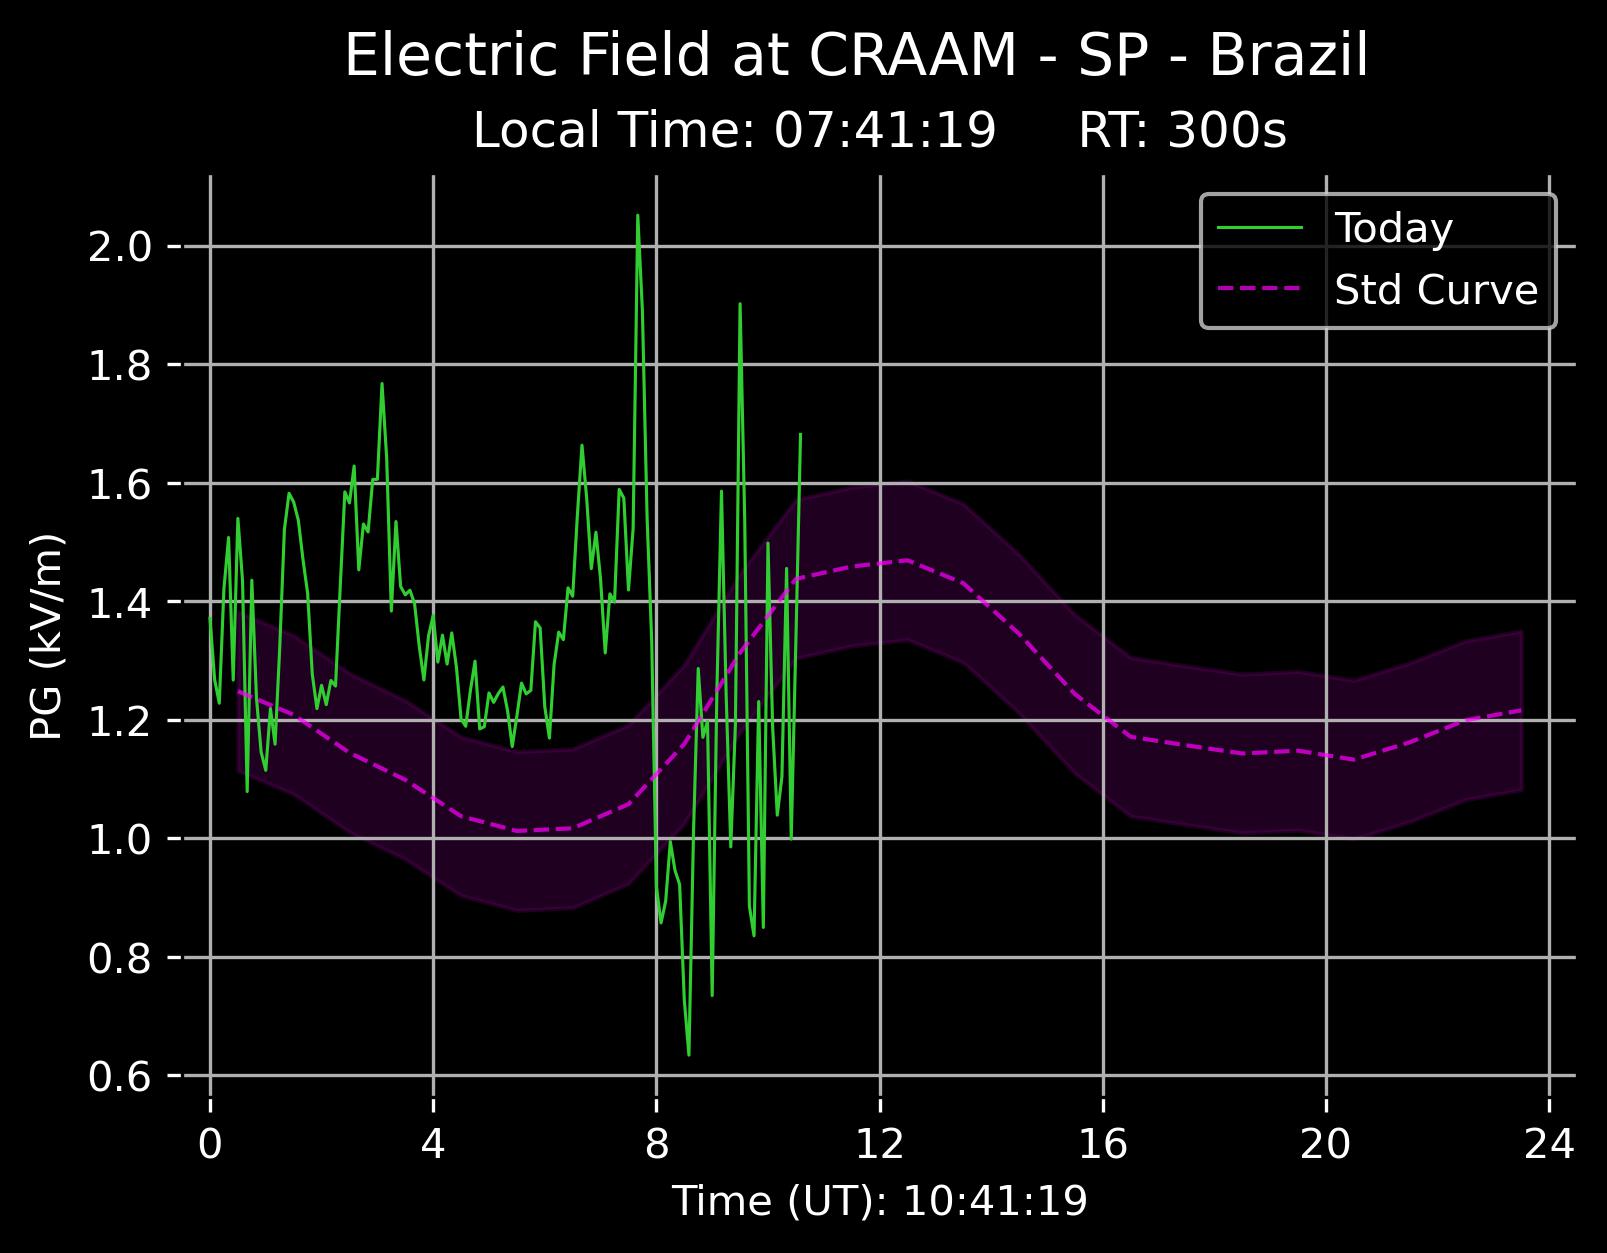 Electric Field at CRAAM - SP - Brazil
Local Time: 07:41:19 RT: 300s
Today
Std Curve
2.0
1.8
1.6
1.4
1.2
1.0
0.8
0.6
PG (kV/m)
0 4 8 12 16 20 24
Time (UT): 10:41:19